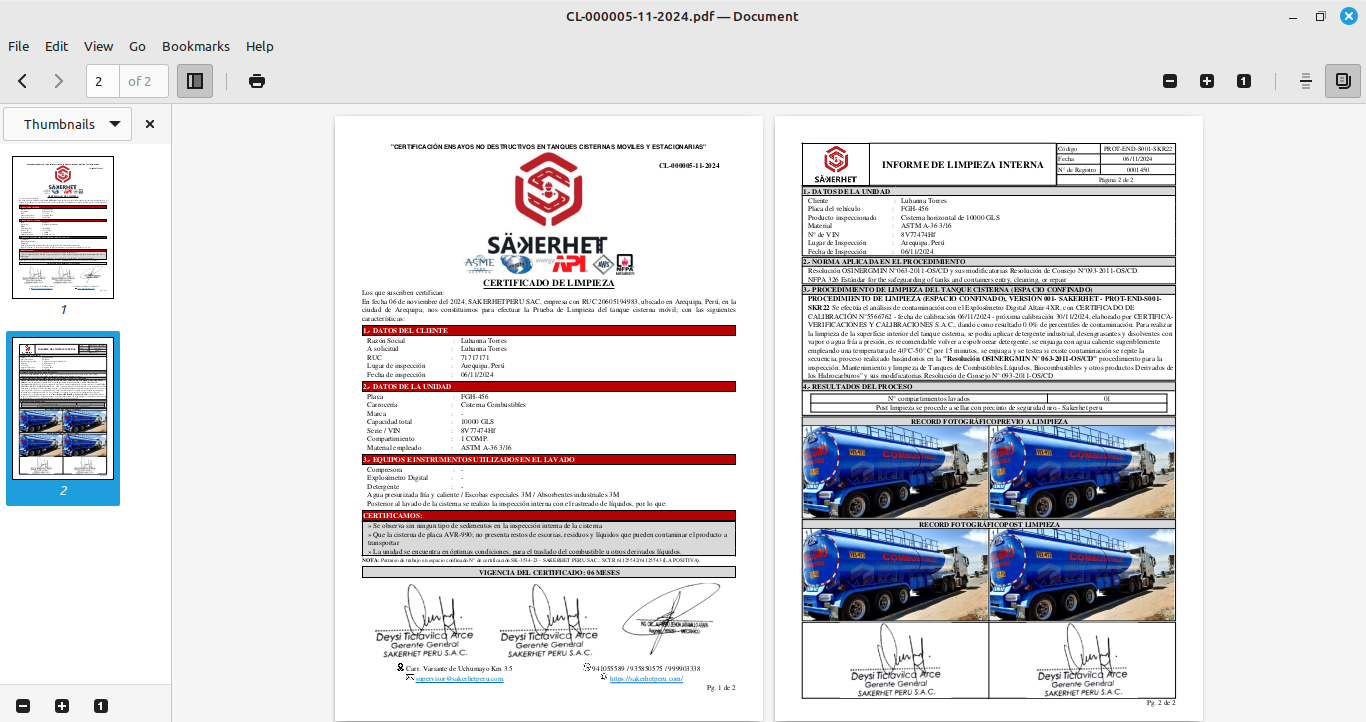 CL-000005-11-2024.pdf — Document
File Edit View Go Bookmarks Help
2 of 2
Thumbnails
1
2
"CERTIFICACIÓN ENSAYOS NO DESTRUCTIVOS EN TANQUES CISTERNAS MOVILES Y ESTACIONARIAS"
CL-000005-11-2024
SÄKERHET
ASME energy API AWS NFPA
MEMBER
CERTIFICADO DE LIMPIEZA
Los que suscriben certifican:
En fecha 06 de noviembre del 2024, SAKERHET PERU SAC, empresa con RUC 20605194983, ubicado en Arequipa, Perú, en la
ciudad de Arequipa; nos constituimos para efectuar la Prueba de Limpieza del tanque cisterna móvil; con las siguientes
características:
1.- DATOS DEL CLIENTE
Razón Social : Luhanna Torres
A solicitud : Luhanna Torres
RUC : 71717171
Lugar de inspección : Arequipa, Perú
Fecha de inspección : 06/11/2024
2.- DATOS DE LA UNIDAD
Placa : FGH-456
Carrocería : Cisterna Combustibles
Marca : -
Capacidad total : 10000 GLS
Serie / VIN : 8V77474Hf
Compartimiento : 1 COMP.
Material empleado : ASTM A-36 3/16
3.- EQUIPOS E INSTRUMENTOS UTILIZADOS EN EL LAVADO
Compresora : -
Explosímetro Digital : -
Detergente : -
Agua presurizada fría y caliente / Escobas especiales 3M / Absorbentes industriales 3M
Posterior al lavado de la cisterna se realizo la inspección interna con el rastreado de líquidos, por lo que:
CERTIFICAMOS:
» Se observa sin ningun tipo de sedimentos en la inspección interna de la cisterna
» Que la cisterna de placa AVR-990; no presenta restos de escorias, residuos y líquidos que pueden contaminar el producto a
transportar
» La unidad se encuentra en óptimas condiciones, para el traslado del combustible u otros derivados líquidos.
NOTA: Permiso de trabajo en espacio confinado N° de certificación SK-3534-23 - SAKERHET PERU SAC; SCTR
VIGENCIA DEL CERTIFICADO: 06 MESES
Deysi Ticlavilca Arce
Gerente General
SAKERHET PERU S.A.C.
Deysi Ticlavilca Arce
Gerente General
SAKERHET PERU S.A.C.
Carr. Variante de Uchumayo Km 3.5
941055589 / 935850575 / 999903338
supervisor@sakerhetperu.com
https://sakerhetperu.com/
Pg. 1 de 2
SÄKERHET
INFORME DE LIMPIEZA INTERNA
Código PROT-END-S001-SKR22
Fecha 06/11/2024
N° de Registro 0001450
Página 2 de 2
1.- DATOS DE LA UNIDAD
Cliente : Luhanna Torres
Placa del vehículo : FGH-456
Producto inspeccionado : Cisterna horizontal de 10000 GLS
Material : ASTM A-36 3/16
N° de VIN : 8V77474Hf
Lugar de Inspección : Arequipa, Perú
Fecha de Inspección : 06/11/2024
2.- NORMA APLICADA EN EL PROCEDIMIENTO
Resolución OSINERGMIN N°063-2011-OS/CD y sus modificatorias Resolución de Consejo N°093-2011-OS/CD.
NFPA 326 Estándar for the safeguarding of tanks and containers entry, cleaning, or repair
3.- PROCEDIMIENTO DE LIMPIEZA DEL TANQUE CISTERNA (ESPACIO CONFINADO)
PROCEDIMIENTO DE LIMPIEZA (ESPACIO CONFINADO), VERSIÓN 001- SAKERHET - PROT-END-S001-
SKR22 Se efectúa el análisis de contaminación con el Explosímetro Digital Altair 4XR, con CERTIFICADO DE
CALIBRACIÓN N°5566762 - fecha de calibración 06/11/2024 - próxima calibración 30/1/2024, elaborado por CERTIFICA-
VERIFICACIONES Y CALIBRACIONES S.A.C, dando como resultado 0.0% de porcentajes de contaminación. Para realizar
la limpieza de la superficie interior del tanque cisterna, se podra aplicar detergente industrial, desengrasantes y disolventes con
vapor o agua fría a presión, es recomendable volver a espolvorear detergente, se enjuaga con agua caliente sugeriblemente
empleando una temperatura de 40°C-50°C por 15 minutos, se enjuaga y se testea si existe contaminación se repite la
secuencia, proceso realizado basándonos en la "Resolución OSINERGMIN N° 063-2011-OS/CD" procedimiento para la
inspección, Mantenimiento y limpieza de Tanques de Combustibles Líquidos, Biocombustibles y otros productos Derivados de
los Hidrocarburos" y sus modificatorias Resolución de Consejo N° 093-2011-OS/CD
4.- RESULTADOS DEL PROCESO
N° compartimentos lavados 01
Post limpieza se procede a sellar con precinto de seguridad nro.- Sakerhet peru
RECORD FOTOGRÁFICO PREVIO A LIMPIEZA
COMBUSTIBLE
COMBUSTIBLE
RECORD FOTOGRÁFICO POST LIMPIEZA
COMBUSTIBLE
COMBUSTIBLE
Deysi Ticlavilca Arce
Gerente General
SAKERHET PERU S.A.C.
Deysi Ticlavilca Arce
Gerente General
SAKERHET PERU S.A.C.
Pg. 2 de 2